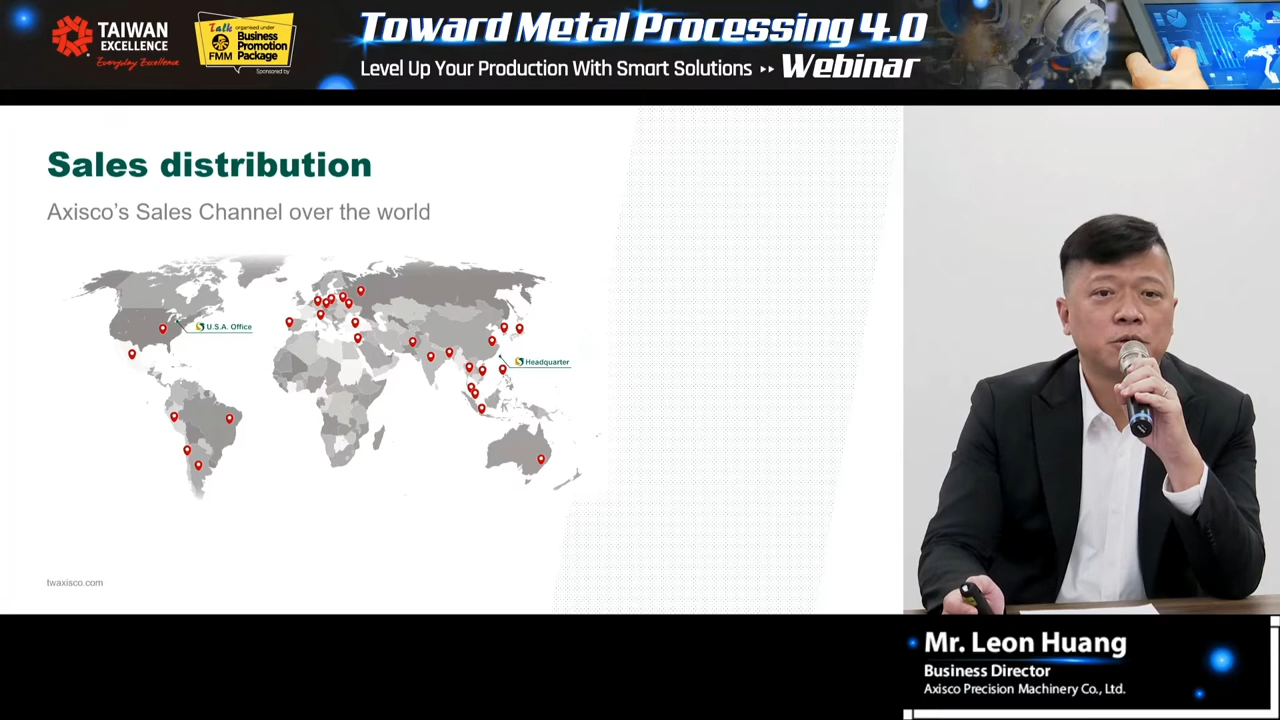 TAIWAN
EXCELLENCE
Everyday Excellence
Talk organised under
FMM
Business
Promotion
Package
Sponsored by
Toward Metal Processing 4.0
Level Up Your Production With Smart Solutions
Webinar
Sales distribution
Axisco's Sales Channel over the world
U.S.A. Office
Headquarter
twaxisco.com
Mr. Leon Huang
Business Director
Axisco Precision Machinery Co., Ltd.